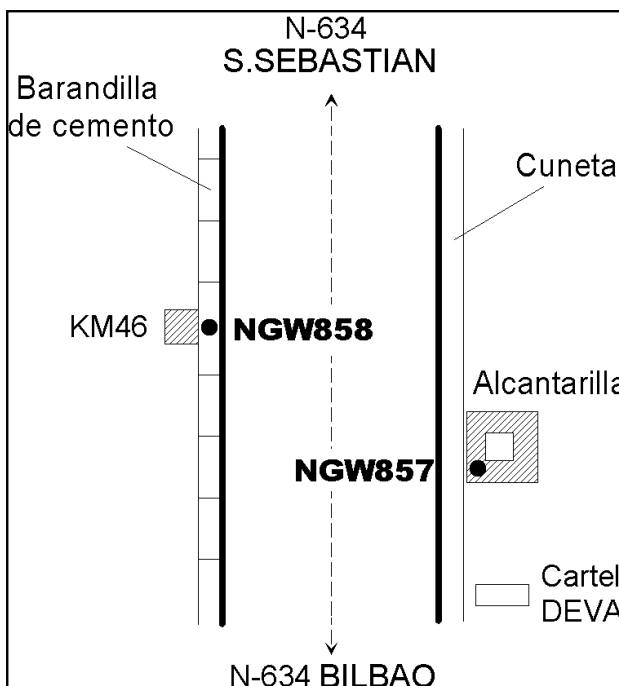 N-634
S.SEBASTIAN
Barandilla
de cemento
Cuneta
KM46
NGW858
Alcantarilla
NGW857
Cartel
DEVA
N-634 BILBAO